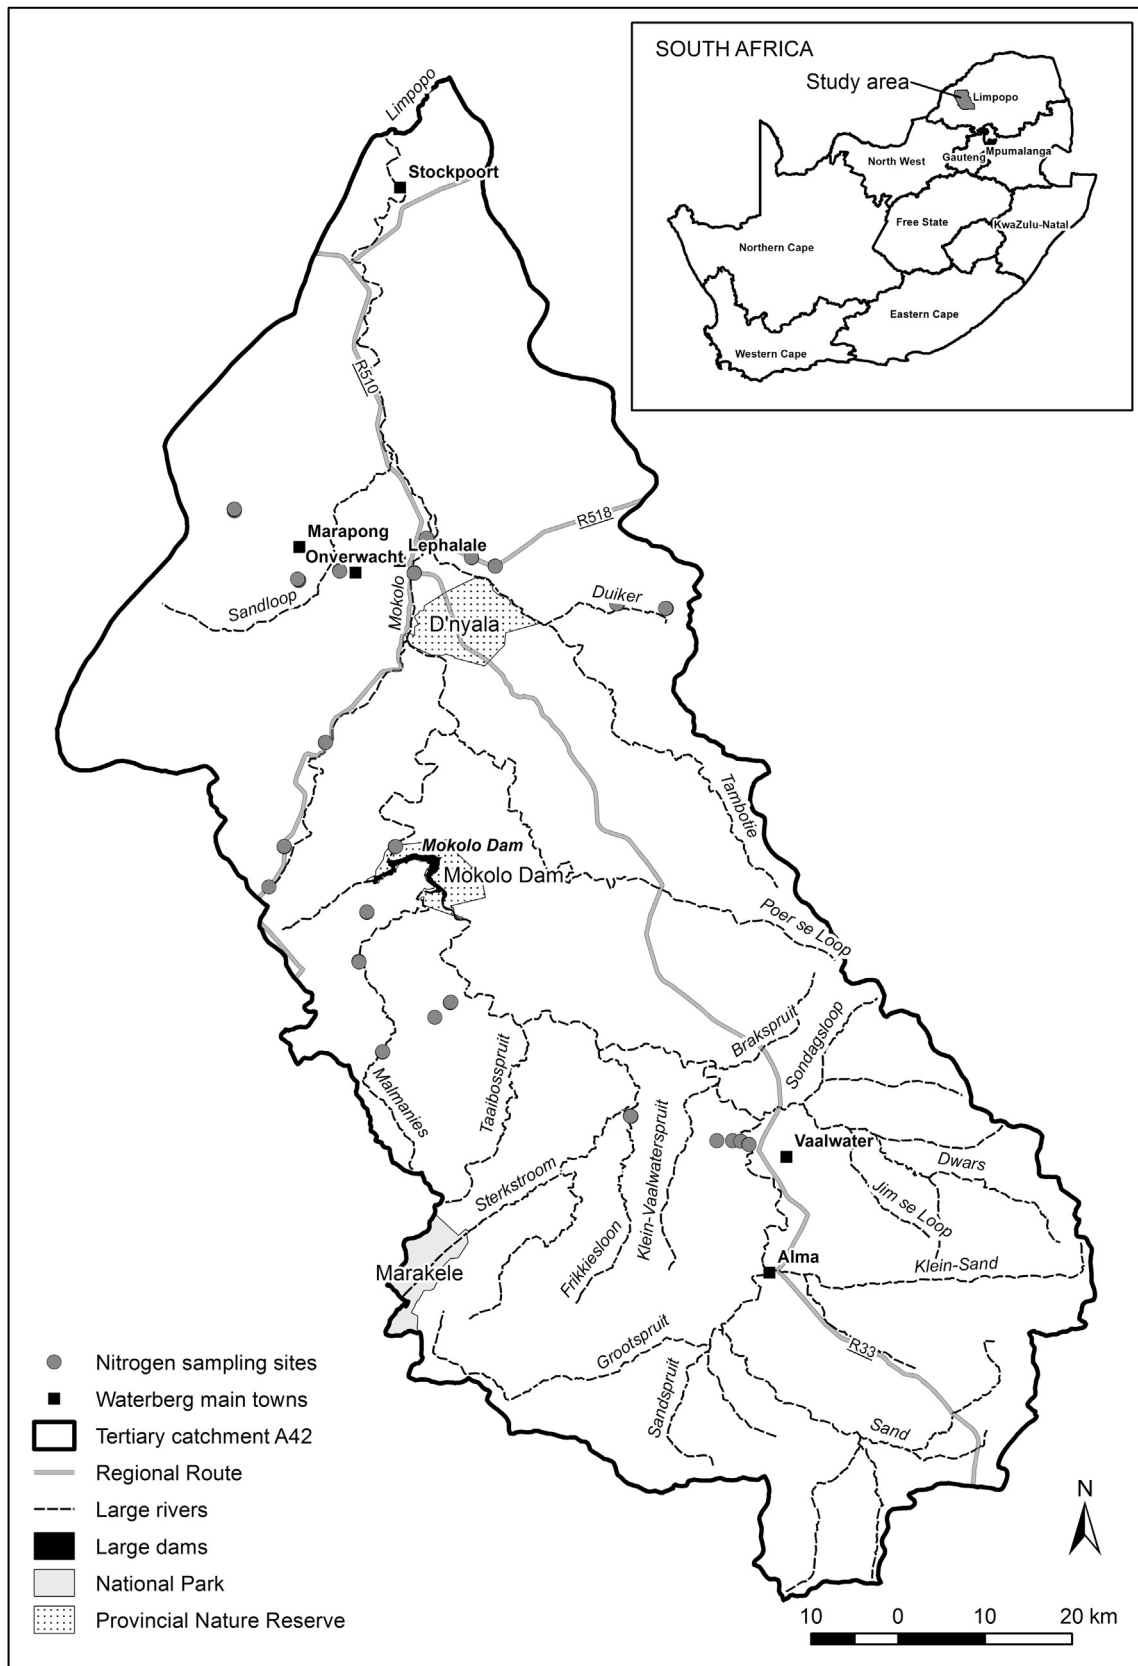 SOUTH AFRICA
Study area
Limpopo
North West
Gauteng
Mpumalanga
Free State
KwaZulu-Natal
Northern Cape
Eastern Cape
Western Cape
Limpopo
Stockpoort
R510
R518
Marapong
Lephalale
Onverwacht
Sandloop
Mokolo
Duiker
D'nyala
Tambotie
Mokolo Dam
Mokolo Dam
Poer se Loop
Brakspruit
Sondagsloop
Taaibosspruit
Malmanies
Klein-Vaalwaterspruit
Vaalwater
Dwars
Jim se Loop
Sterkstroom
Frikkiesloon
Alma
Klein-Sand
Marakele
Grootspruit
R33
Sandspruit
Sand
Nitrogen sampling sites
Waterberg main towns
Tertiary catchment A42
Regional Route
Large rivers
Large dams
National Park
Provincial Nature Reserve
N
10 0 10 20 km